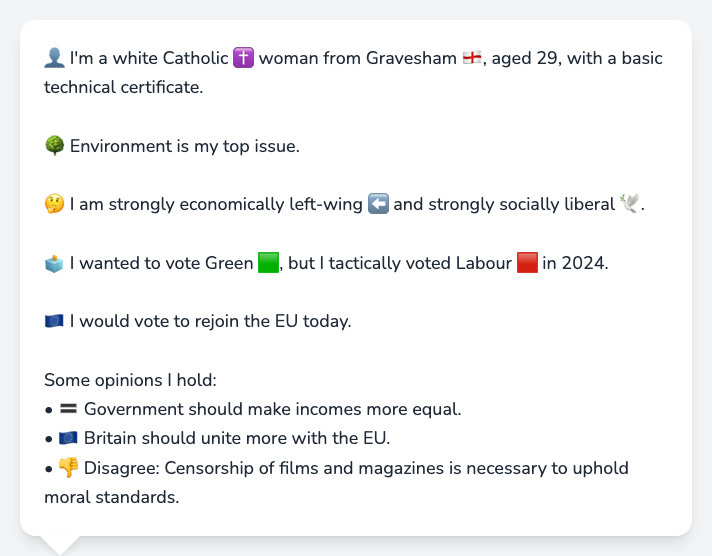 👤 I'm a white Catholic ✝️ woman from Gravesham 🏴󠁧󠁢󠁥󠁮󠁧󠁿, aged 29, with a basic
technical certificate.
🌳 Environment is my top issue.
🤔 I am strongly economically left-wing ⬅️ and strongly socially liberal 🕊️.
🗳️ I wanted to vote Green 🟩, but I tactically voted Labour 🟥 in 2024.
🇪🇺 I would vote to rejoin the EU today.
Some opinions I hold:
• 🟰 Government should make incomes more equal.
• 🇪🇺 Britain should unite more with the EU.
• 👎 Disagree: Censorship of films and magazines is necessary to uphold
moral standards.